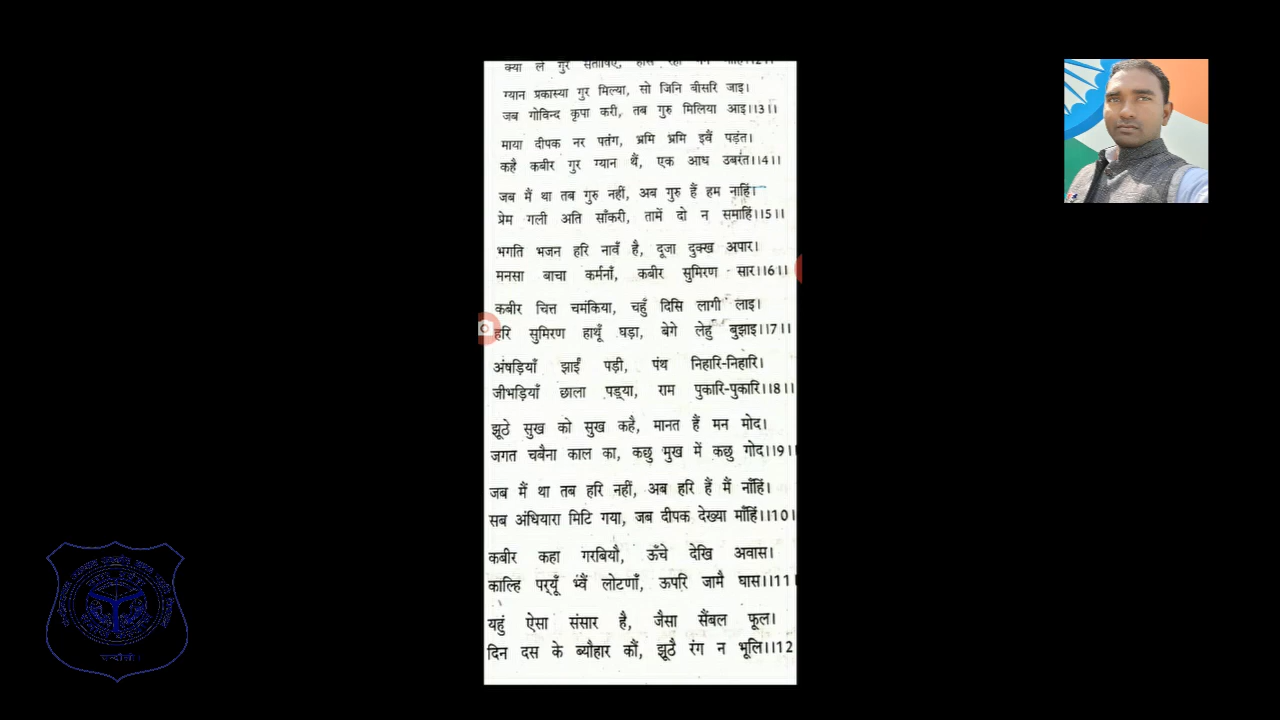 क्या ले गुर
ग्यान प्रकास्या गुर मिल्या, सो जिनि बीसरि जाइ।
जब गोविन्द कृपा करी, तब गुरु मिलिया आइ।।3।।
माया दीपक नर पतंग, भ्रमि भ्रमि इवैं पड़ंत।
कहै कबीर गुर ग्यान थैं, एक आध उबरंत।।4।।
जब मैं था तब गुरु नहीं, अब गुरु हैं हम नाहिं।
प्रेम गली अति साँकरी, तामें दो न समाहिं।।5।।
भगति भजन हरि नावँ है, दूजा दुक्ख अपार।
मनसा बाचा कर्मनाँ, कबीर सुमिरण सार।।6।।
कबीर चित्त चमंकिया, चहुँ दिसि लागी लाइ।
हरि सुमिरण हाथूँ घड़ा, बेगे लेहु बुझाइ।।7।।
अंषड़ियाँ झाईं पड़ी, पंथ निहारि-निहारि।
जीभड़ियाँ छाला पड़्या, राम पुकारि-पुकारि।।8।।
झूठे सुख को सुख कहै, मानत हैं मन मोद।
जगत चबैना काल का, कछु मुख में कछु गोद।।9।।
जब मैं था तब हरि नहीं, अब हरि हैं मैं नाँहिं।
सब अंधियारा मिटि गया, जब दीपक देख्या माँहिं।।10।
कबीर कहा गरबियौ, ऊँचे देखि अवास।
काल्हि पर्‌यूँ भ्वैं लोटणाँ, ऊपरि जामै घास।।11।
यहुं ऐसा संसार है, जैसा सैंबल फूल।
दिन दस के ब्यौहार कौं, झूठै रंग न भूलि।।12
चन्दौसी